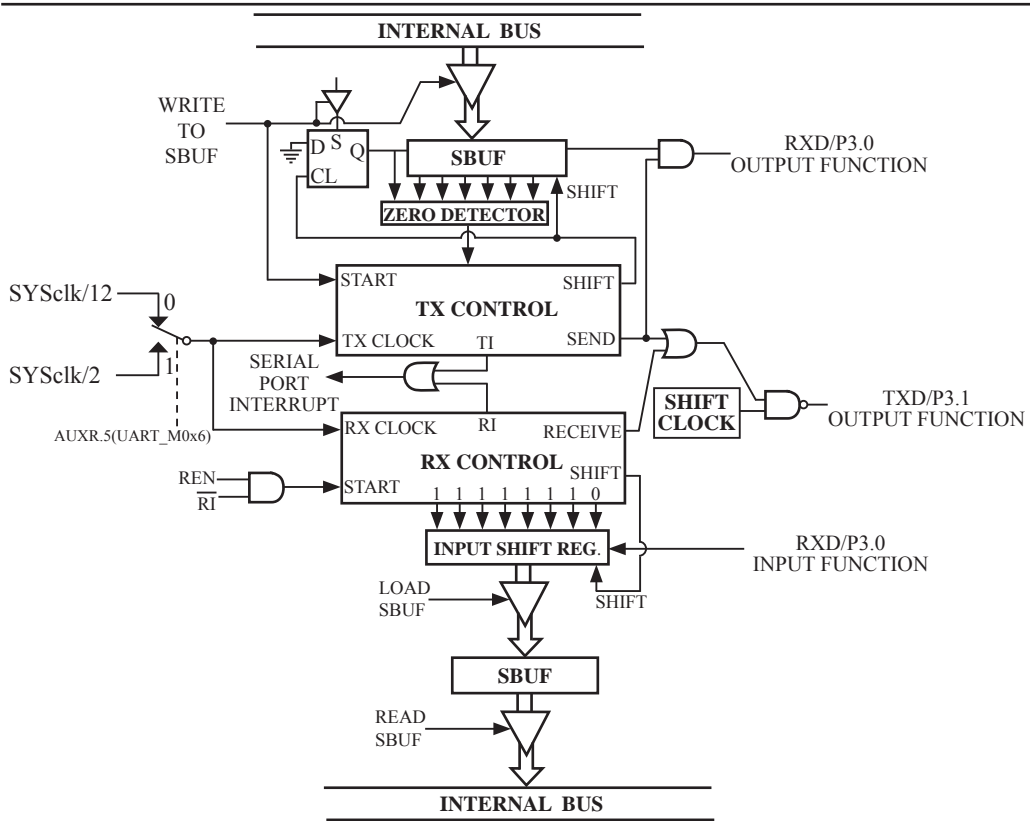 INTERNAL BUS
WRITE
TO
SBUF
D S Q
CL
SBUF
SHIFT
ZERO DETECTOR
RXD/P3.0
OUTPUT FUNCTION
START
SHIFT
TX CONTROL
TX CLOCK
TI
SEND
SYSclk/12
0
1
SYSclk/2
AUXR.5(UART_M0x6)
SERIAL
PORT
INTERRUPT
SHIFT
CLOCK
TXD/P3.1
OUTPUT FUNCTION
RX CLOCK
RI
RECEIVE
RX CONTROL
SHIFT
START
1 1 1 1 1 1 1 0
REN
R̅I̅
INPUT SHIFT REG.
RXD/P3.0
INPUT FUNCTION
LOAD
SBUF
SHIFT
SBUF
READ
SBUF
INTERNAL BUS